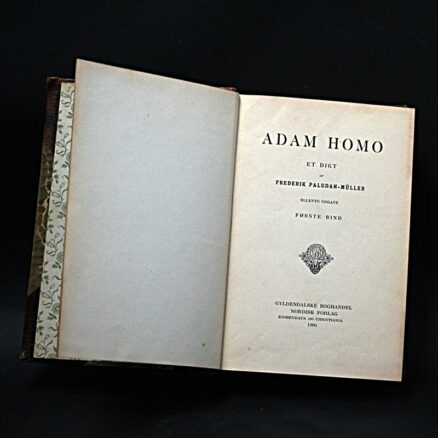 ADAM HOMO
ET DIGT
AF
FREDERIK PALUDAN-MÜLLER
ELLEVTE UDGAVE
FØRSTE BIND
GYLDENDALSKE BOGHANDEL
NORDISK FORLAG
KJØBENHAVN OG CHRISTIANIA
1906